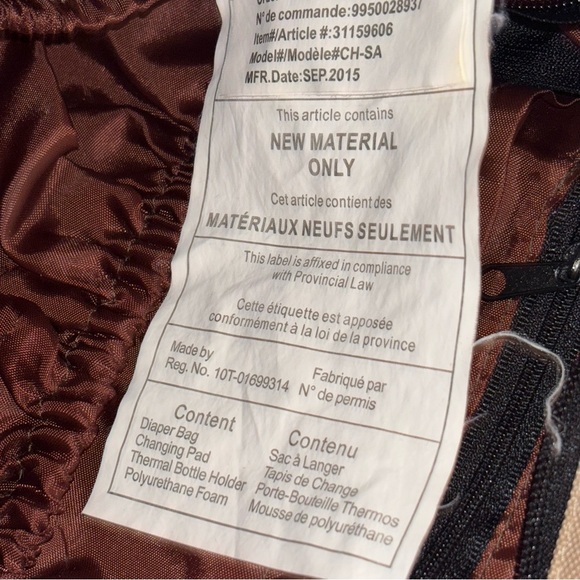 N° de commande:9950028937
Item#/Article #:31159606
Model#/Modèle#CH-SA
MFR.Date:SEP.2015
This article contains
NEW MATERIAL
ONLY
Cet article contient des
MATÉRIAUX NEUFS SEULEMENT
This label is affixed in compliance
with Provincial Law
Cette étiquette est apposée
conformément à la loi de la province
Made by
Reg. No. 10T-01699314
Fabriqué par
N° de permis
Content
Diaper Bag
Changing Pad
Thermal Bottle Holder
Polyurethane Foam
Contenu
Sac à Langer
Tapis de Change
Porte-Bouteille Thermos
Mousse de polyuréthane